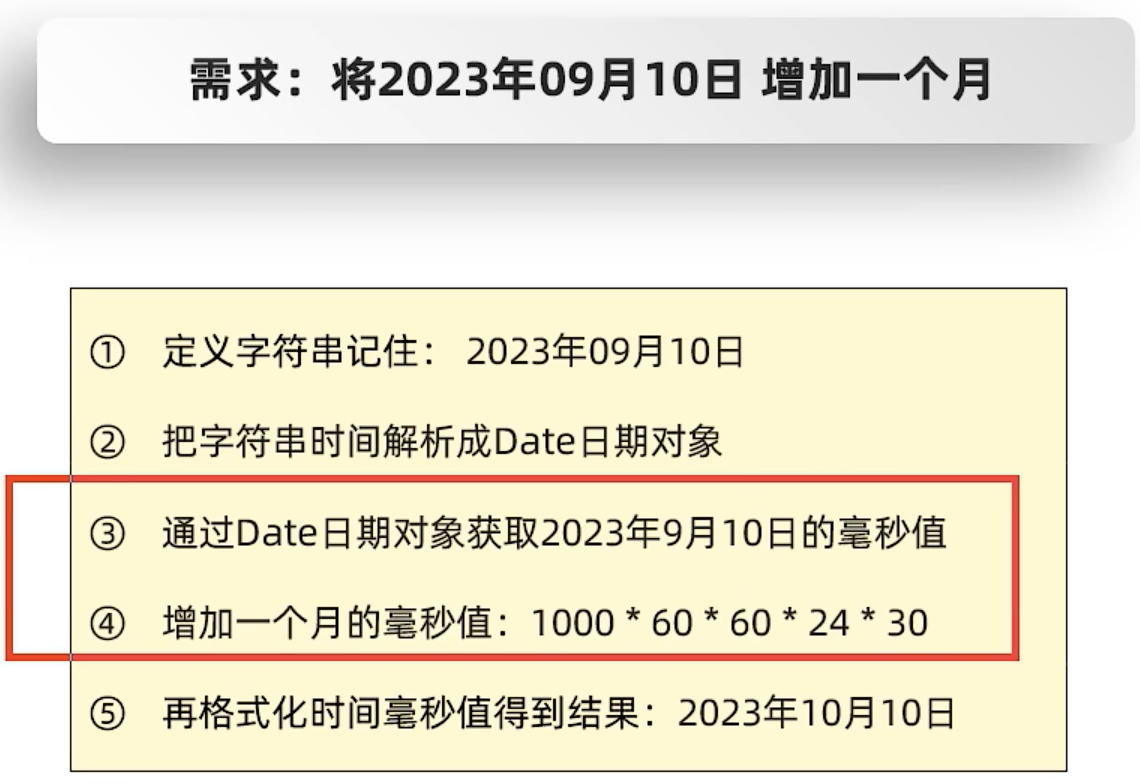 需求：将2023年09月10日 增加一个月
① 定义字符串记住： 2023年09月10日
② 把字符串时间解析成Date日期对象
③ 通过Date日期对象获取2023年9月10日的毫秒值
④ 增加一个月的毫秒值：1000 * 60 * 60 * 24 * 30
⑤ 再格式化时间毫秒值得到结果：2023年10月10日